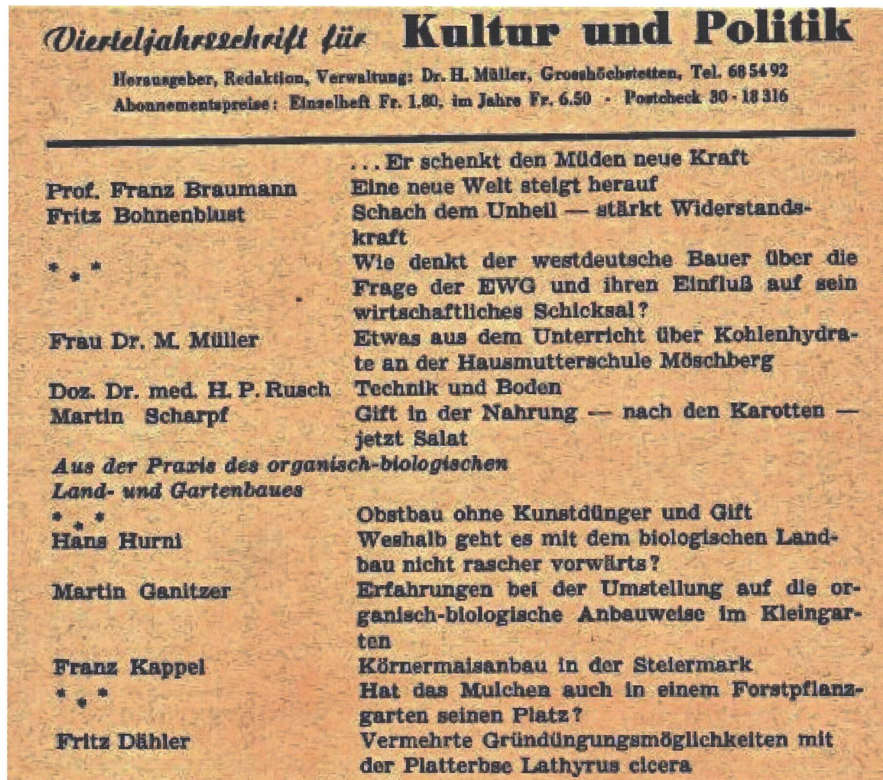 Vierteljahrsschrift für Kultur und Politik
Herausgeber, Redaktion, Verwaltung: Dr. H. Müller, Grosshöchstetten, Tel. 68 54 92
Abonnementspreise: Einzelheft Fr. 1.80, im Jahre Fr. 6.50 - Postcheck 30 - 18 316
...Er schenkt den Müden neue Kraft
Prof. Franz Braumann Eine neue Welt steigt herauf
Fritz Bohnenblust Schach dem Unheil — stärkt Widerstands-
kraft
* * * Wie denkt der westdeutsche Bauer über die
Frage der EWG und ihren Einfluß auf sein
wirtschaftliches Schicksal?
Frau Dr. M. Müller Etwas aus dem Unterricht über Kohlenhydra-
te an der Hausmutterschule Möschberg
Doz. Dr. med. H. P. Rusch Technik und Boden
Martin Scharpf Gift in der Nahrung — nach den Karotten —
jetzt Salat
Aus der Praxis des organisch-biologischen
Land- und Gartenbaues
* * * Obstbau ohne Kunstdünger und Gift
Hans Hurni Weshalb geht es mit dem biologischen Land-
bau nicht rascher vorwärts?
Martin Ganitzer Erfahrungen bei der Umstellung auf die or-
ganisch-biologische Anbauweise im Kleingar-
ten
Franz Kappel Körnermaisanbau in der Steiermark
* * * Hat das Mulchen auch in einem Forstpflanz-
garten seinen Platz?
Fritz Dähler Vermehrte Gründüngungsmöglichkeiten mit
der Platterbse Lathyrus cicera